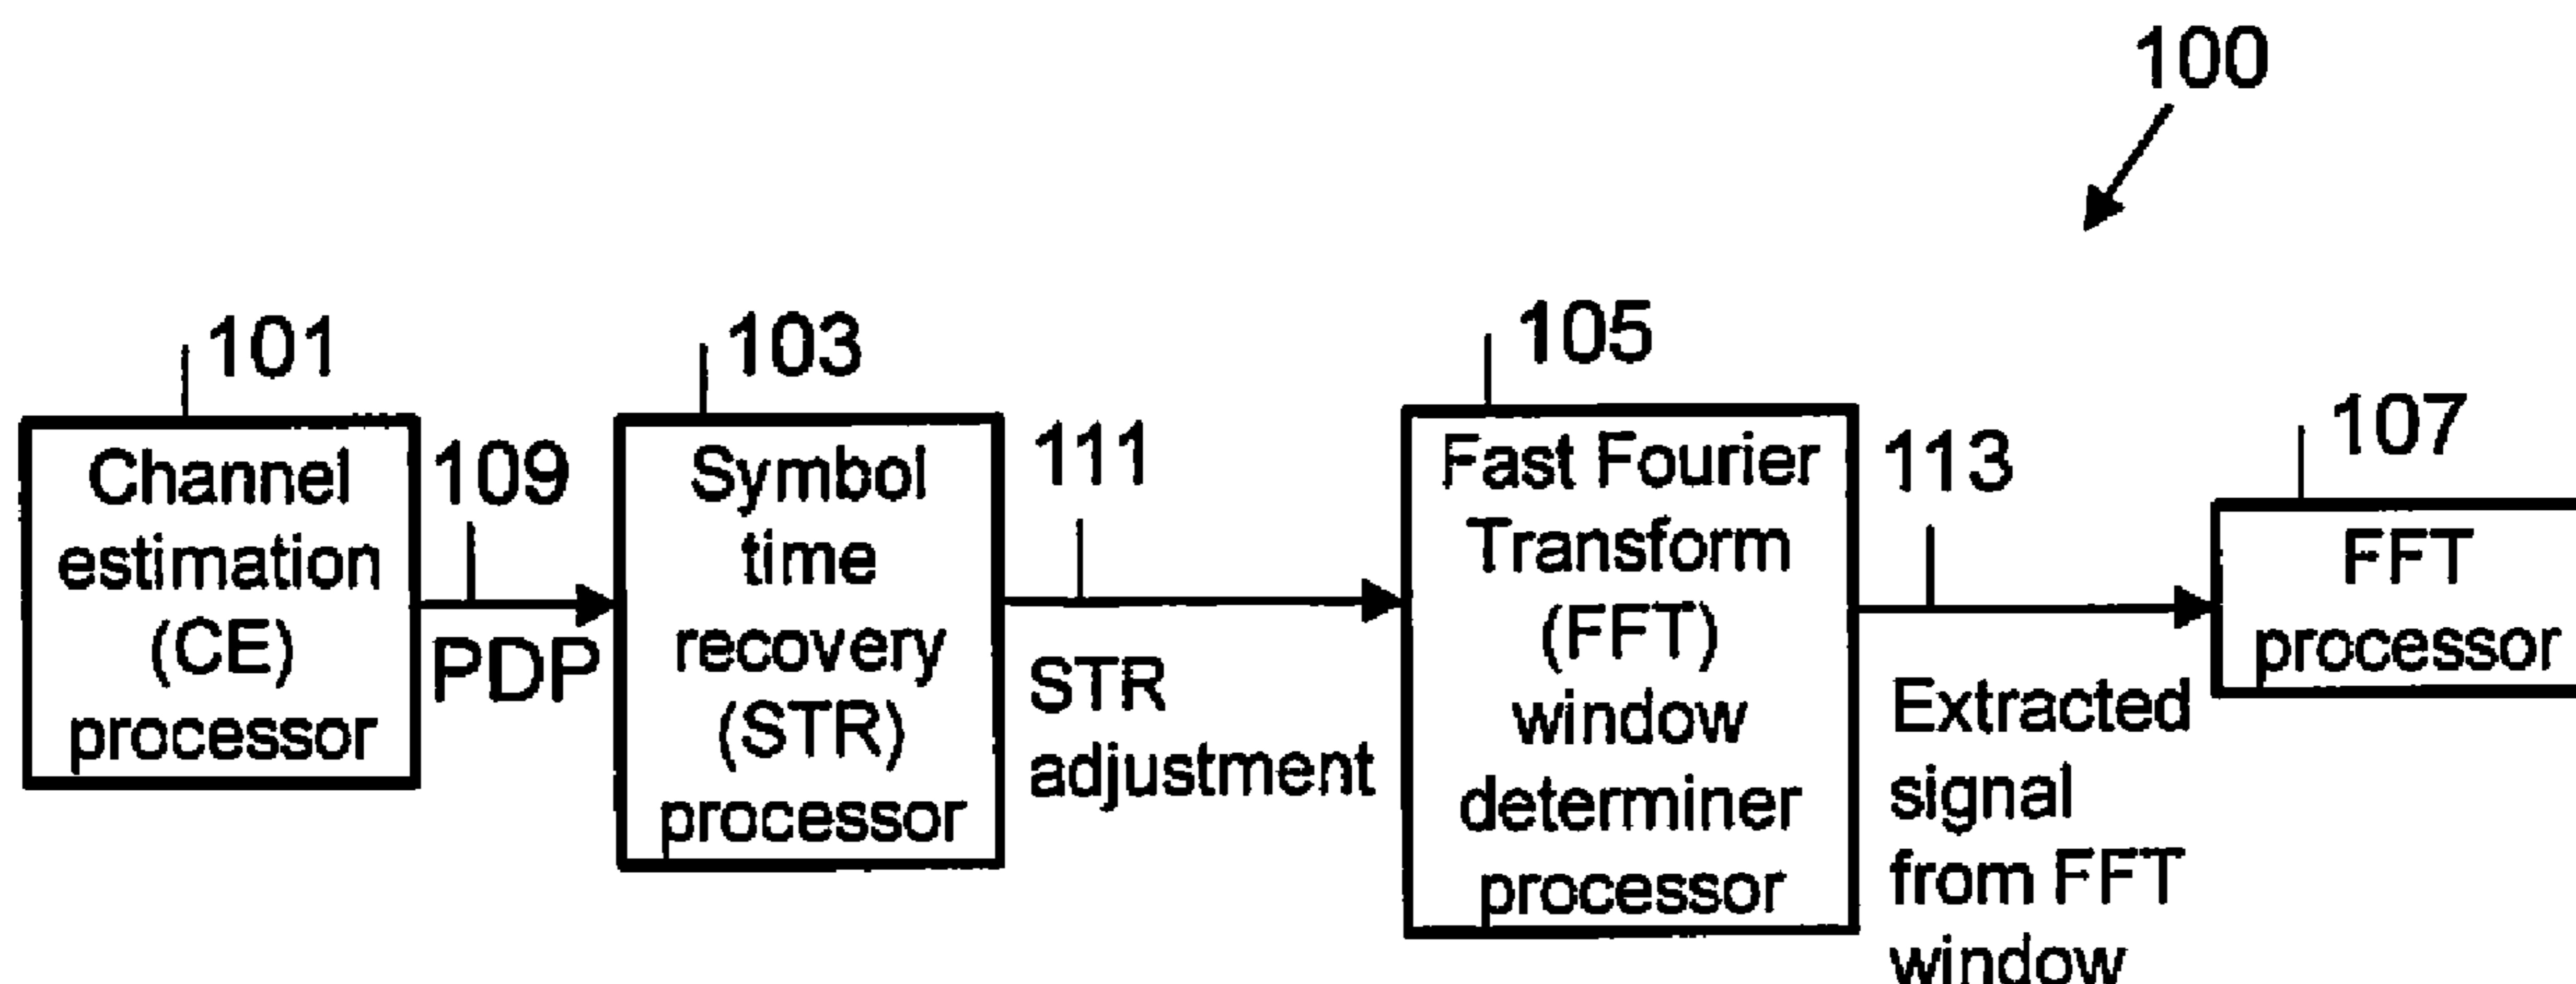 100
101
Channel
estimation
(CE)
processor
109
PDP
103
Symbol
time
recovery
(STR)
processor
111
STR
adjustment
105
Fast Fourier
Transform
(FFT)
window
determiner
processor
113
Extracted
signal
from FFT
window
107
FFT
processor